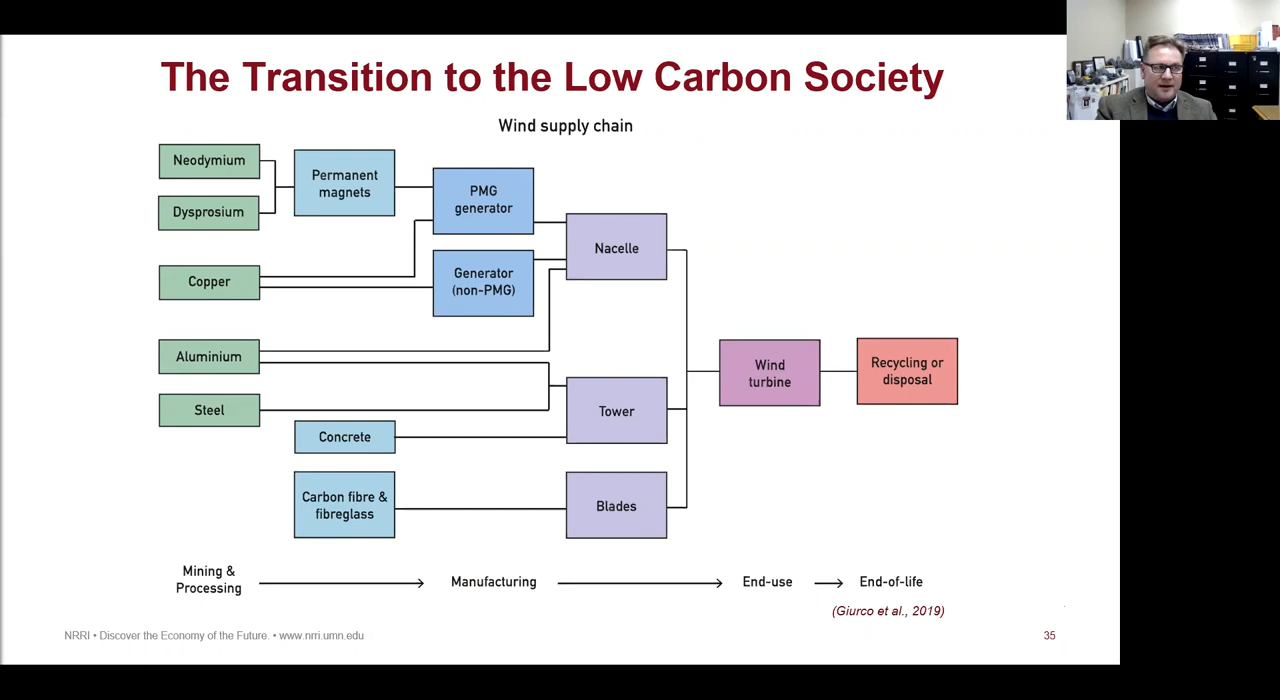 The Transition to the Low Carbon Society
Wind supply chain
Neodymium
Dysprosium
Copper
Aluminium
Steel
Permanent
magnets
Concrete
Carbon fibre &
fibreglass
PMG
generator
Generator
(non-PMG)
Nacelle
Tower
Blades
Wind
turbine
Recycling or
disposal
Mining &
Processing
Manufacturing
End-use
End-of-life
(Giurco et al., 2019)
NRRI • Discover the Economy of the Future. • www.nrri.umn.edu
35